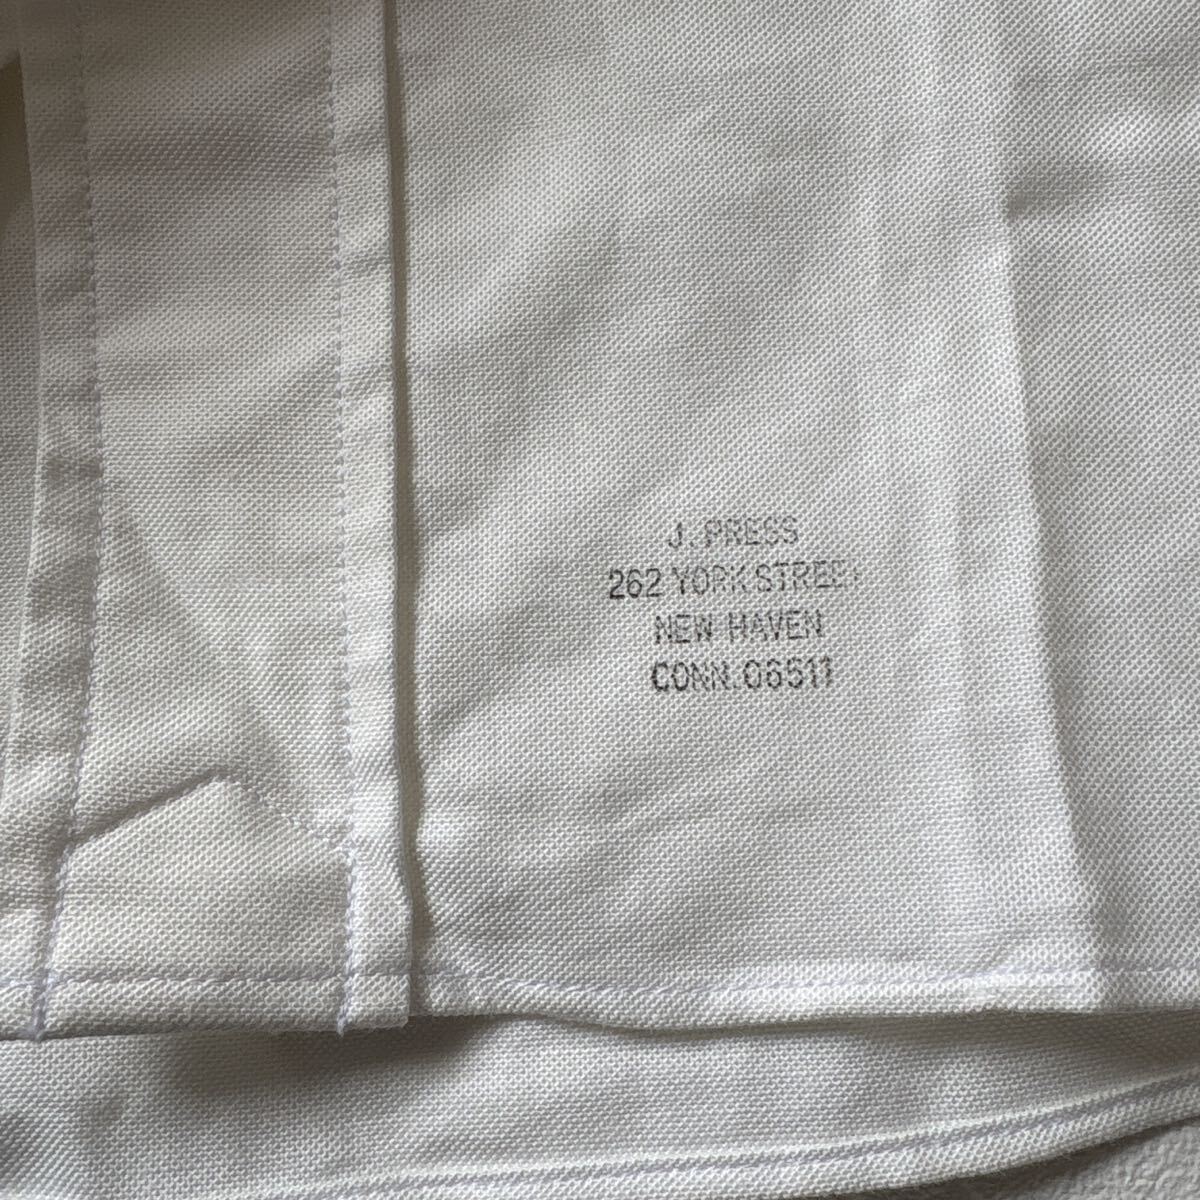 J. PRESS
262 YORK STREET
NEW HAVEN
CONN. 06511